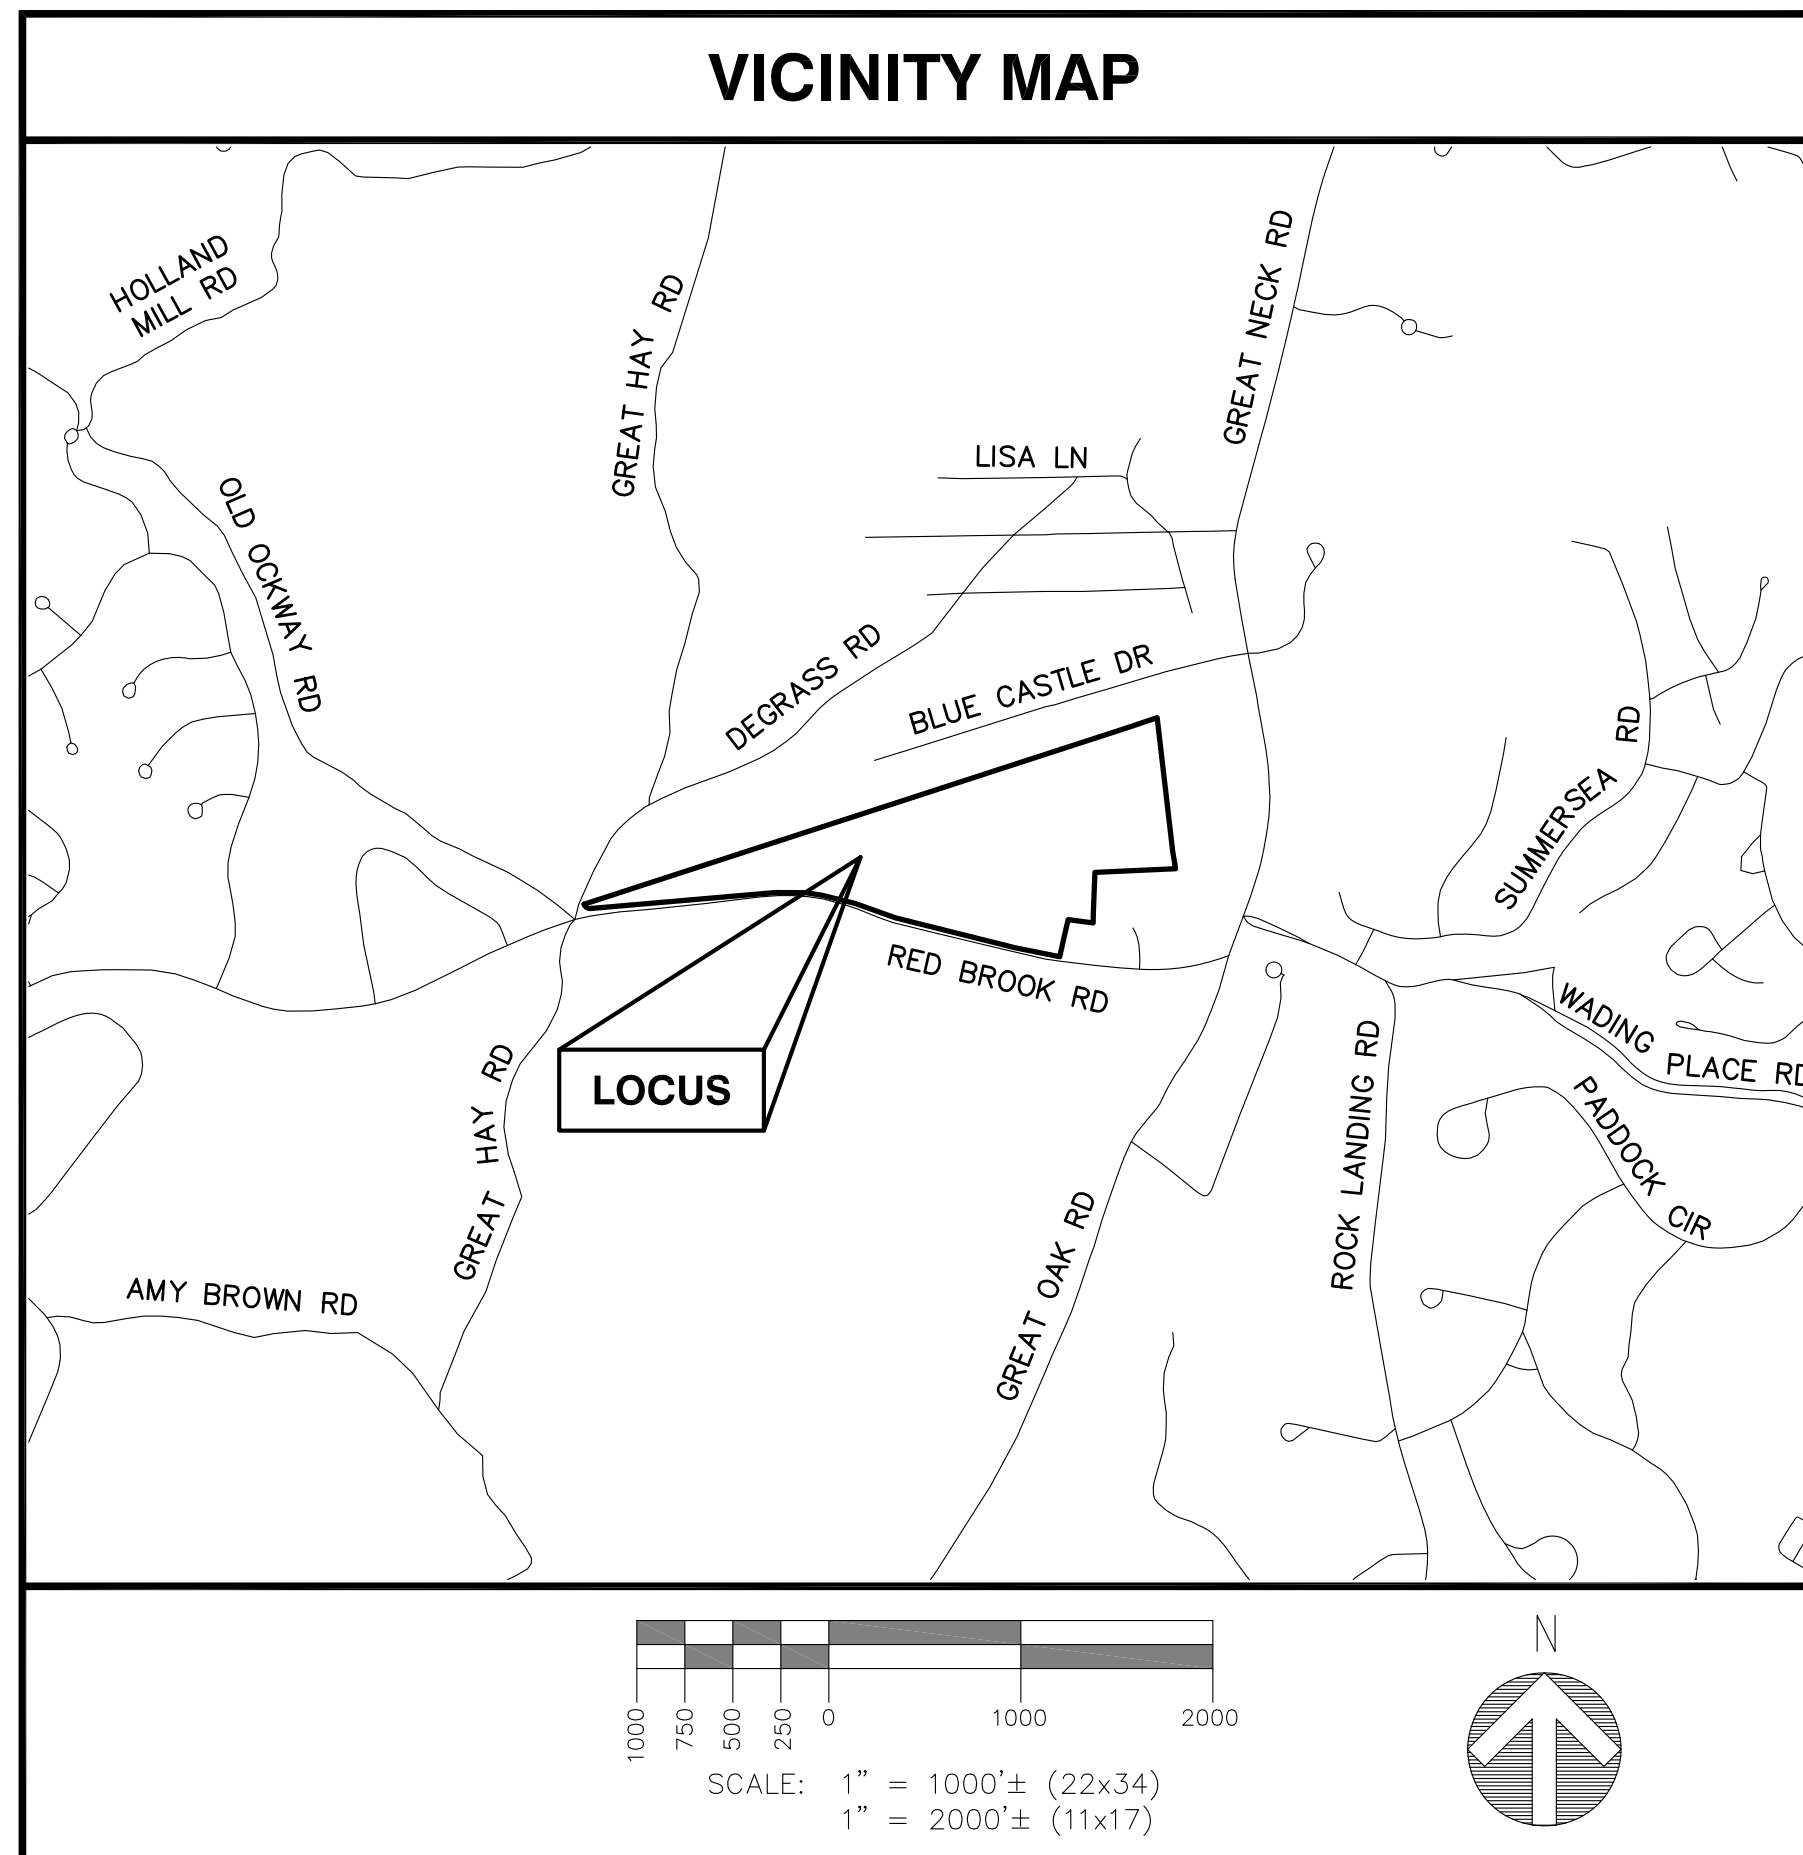 VICINITY MAP
HOLLAND
MILL RD
GREAT HAY RD
GREAT NECK RD
LISA LN
OLD OCKWAY RD
DEGRASS RD
BLUE CASTLE DR
SUMMERSEA RD
RED BROOK RD
WADING PLACE RD
LOCUS
GREAT HAY RD
ROCK LANDING RD
PADDOCK CIR
GREAT OAK RD
AMY BROWN RD
N
1000 750 500 250 0 1000 2000
SCALE: 1" = 1000'± (22x34)
1" = 2000'± (11x17)